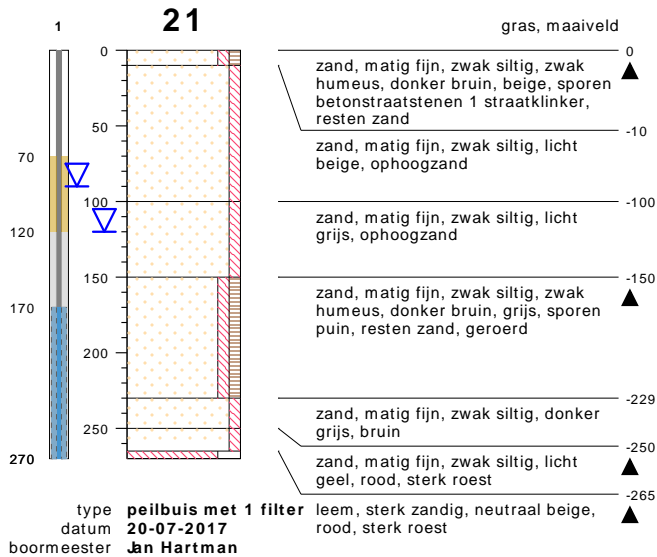 21
1
gras, maaiveld
0
50
100
150
200
250
70
120
170
270
0
zand, matig fijn, zwak siltig, zwak
humeus, donker bruin, beige, sporen
betonstraatstenen 1 straatklinker,
resten zand
-10
zand, matig fijn, zwak siltig, licht
beige, ophoogzand
-100
zand, matig fijn, zwak siltig, licht
grijs, ophoogzand
-150
zand, matig fijn, zwak siltig, zwak
humeus, donker bruin, grijs, sporen
puin, resten zand, geroerd
-229
zand, matig fijn, zwak siltig, donker
grijs, bruin
-250
zand, matig fijn, zwak siltig, licht
geel, rood, sterk roest
-265
leem, sterk zandig, neutraal beige,
rood, sterk roest
type peilbuis met 1 filter
datum 20-07-2017
boormeester Jan Hartman